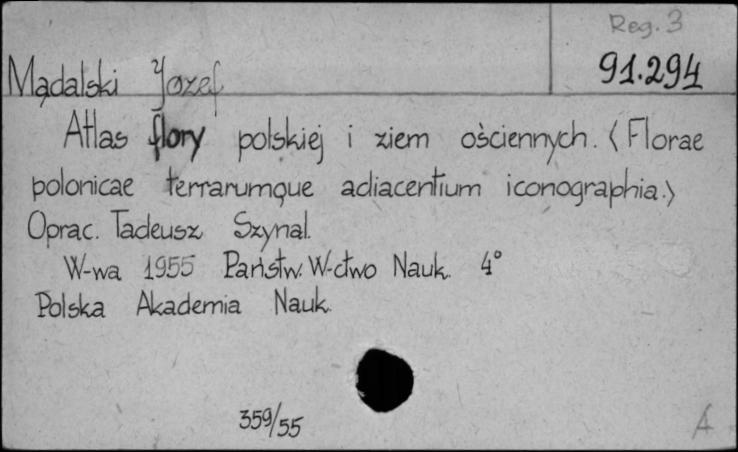 Reg. 3
91.294
Mądalski Jozef
Atlas flory polskiej i ziem ościennych. ⟨Florae
polonicae terrarumque adiacentium iconographia.⟩
Oprac. Tadeusz Szynal.
W-wa 1955 Państw. W-ctwo Nauk. 4°
Polska Akademia Nauk.
359/55